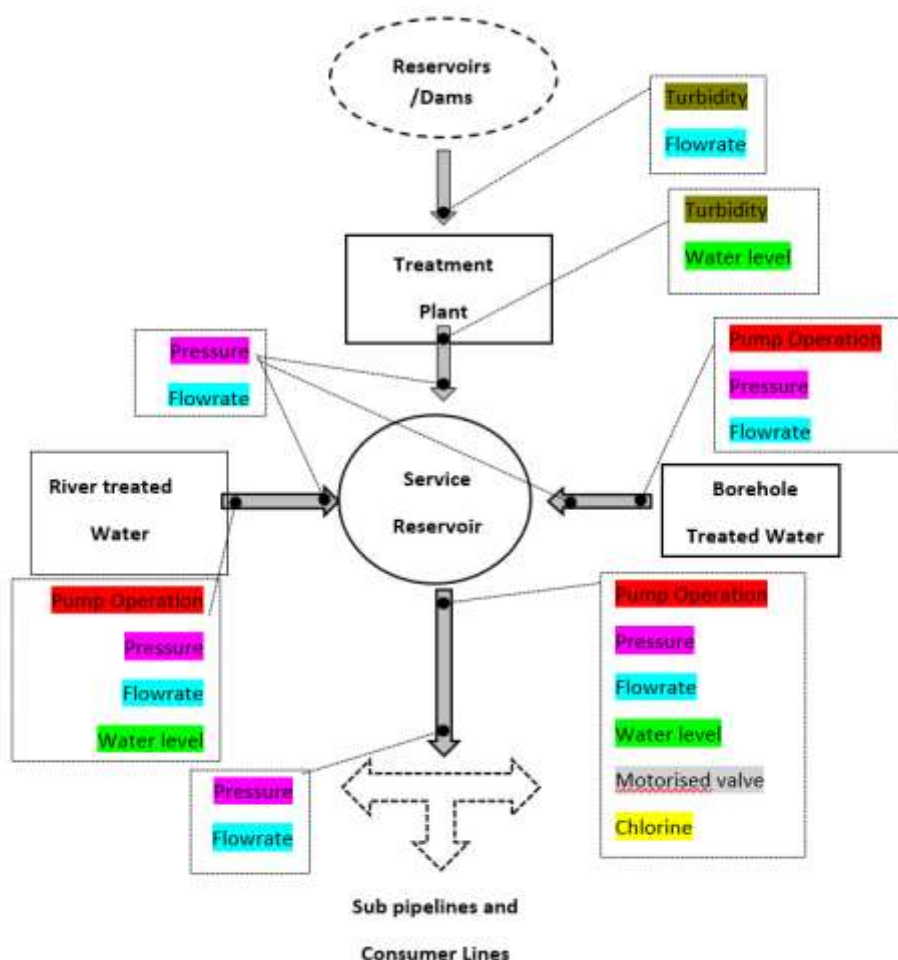 Reservoirs
/Dams
Turbidity
Flowrate
Turbidity
Water level
Treatment
Plant
Pressure
Flowrate
Pump Operation
Pressure
Flowrate
River treated
Water
Service
Reservoir
Borehole
Treated Water
Pump Operation
Pressure
Flowrate
Water level
Pump Operation
Pressure
Flowrate
Water level
Motorised valve
Chlorine
Pressure
Flowrate
Sub pipelines and
Consumer Lines